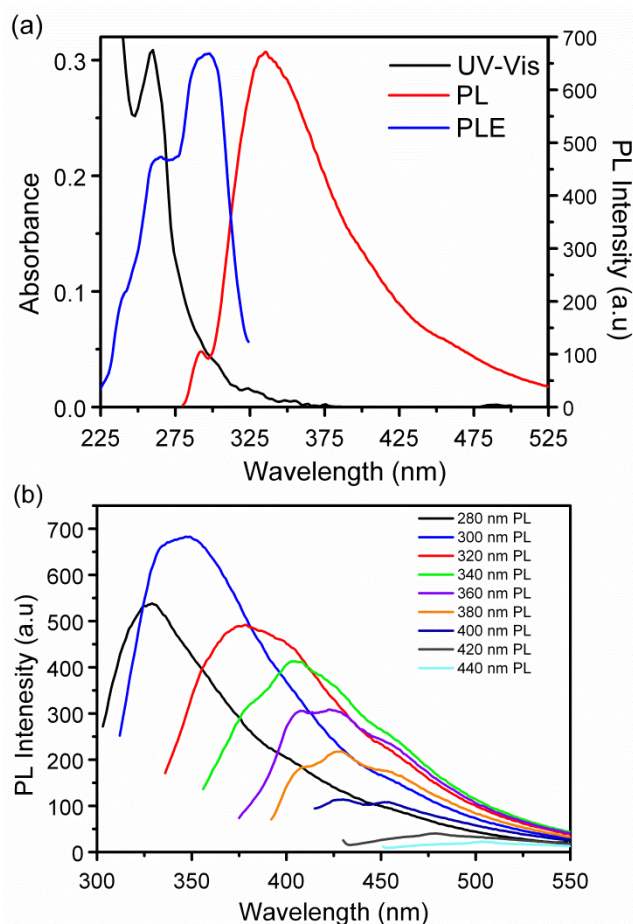 (a)
UV-Vis
PL
PLE
0.3
0.2
0.1
0.0
Absorbance
700
600
500
400
300
200
100
0
PL Intensity (a.u)
225 275 325 375 425 475 525
Wavelength (nm)
(b)
280 nm PL
300 nm PL
320 nm PL
340 nm PL
360 nm PL
380 nm PL
400 nm PL
420 nm PL
440 nm PL
700
600
500
400
300
200
100
0
PL Intenesity (a.u)
300 350 400 450 500 550
Wavelength (nm)